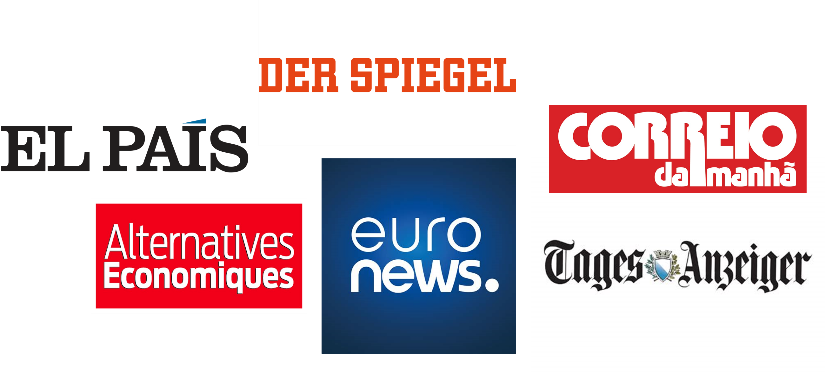 DER SPIEGEL
EL PAÍS
CORREIO
da manhã
Alternatives
Economiques
euro
news.
Tages Anzeiger